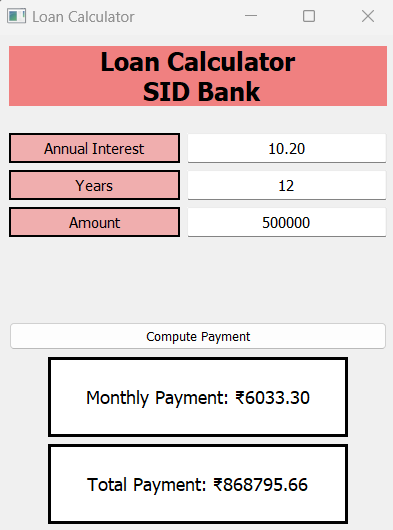 Loan Calculator
Loan Calculator
SID Bank
Annual Interest 10.20
Years 12
Amount 500000
Compute Payment
Monthly Payment: ₹6033.30
Total Payment: ₹868795.66